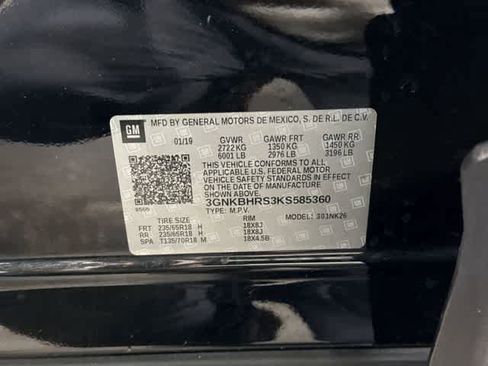 MFD BY GENERAL MOTORS DE MEXICO, S. DE R.L. DE C.V.
GM 01/19 GVWR GAWR FRT GAWR RR
2722 KG 1350 KG 1450 KG
6001 LB 2976 LB 3196 LB
THIS VEHICLE CONFORMS TO ALL APPLICABLE
U.S. FEDERAL MOTOR
VEHICLE SAFETY STANDARDS IN EFFECT
ON THE DATE OF MANUFACTURE
SHOWN ABOVE.
3GNKBHRS3KS585360
TYPE: M.P.V. MODEL:
TIRE SIZE RIM
FRT 235/65R18 H 18X8J
RR 235/65R18 H 18X8J
SPA T135/70R18 M 18X4.5B